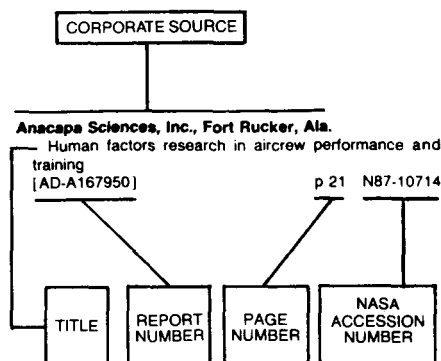 CORPORATE SOURCE
Anacapa Sciences, Inc., Fort Rucker, Ala.
Human factors research in aircrew performance and
training
[AD-A167950] p 21 N87-10714
TITLE
REPORT
NUMBER
PAGE
NUMBER
NASA
ACCESSION
NUMBER